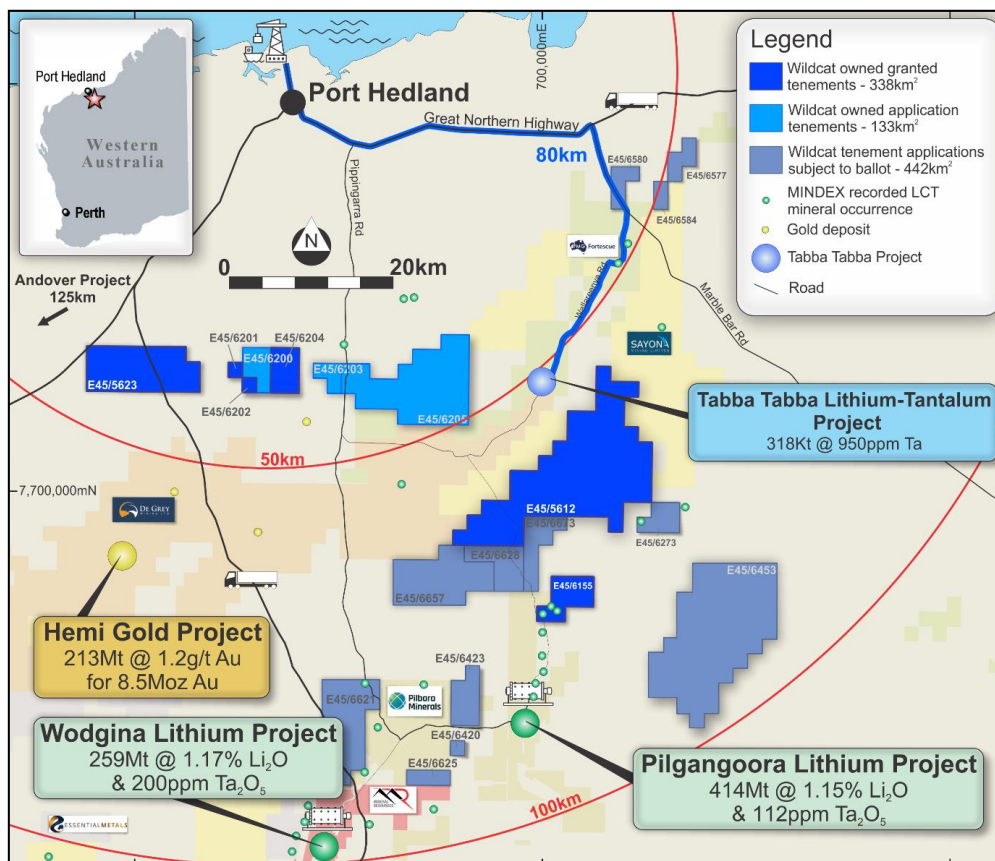 Port Hedland
Western
Australia
Perth
Andover Project
125km
N
0
20km
Port Hedland
Great Northern Highway
80km
Pippingarra Rd
700,000mE
Marble Bar Rd
Fortescue
SAYONA
E45/6580
E45/6577
E45/6584
Legend
Wildcat owned granted
tenements - 338km²
Wildcat owned application
tenements - 133km²
Wildcat tenement applications
subject to ballot - 442km²
MINDEX recorded LCT
mineral occurrence
Gold deposit
Tabba Tabba Project
Road
E45/5623
E45/6201
E45/6200
E45/6204
E45/6202
E45/6203
E45/6205
50km
Tabba Tabba Lithium-Tantalum
Project
318Kt @ 950ppm Ta
7,700,000mN
DE GREY
E45/5612
E45/6673
E45/6628
E45/6657
E45/6273
E45/6155
E45/6453
Hemi Gold Project
213Mt @ 1.2g/t Au
for 8.5Moz Au
E45/6621
E45/6423
Pilbara
Minerals
E45/6420
E45/6625
Wodgina Lithium Project
259Mt @ 1.17% Li₂O
& 200ppm Ta₂O₅
Pilgangoora Lithium Project
414Mt @ 1.15% Li₂O
& 112ppm Ta₂O₅
100km
ESSENTIAL METALS